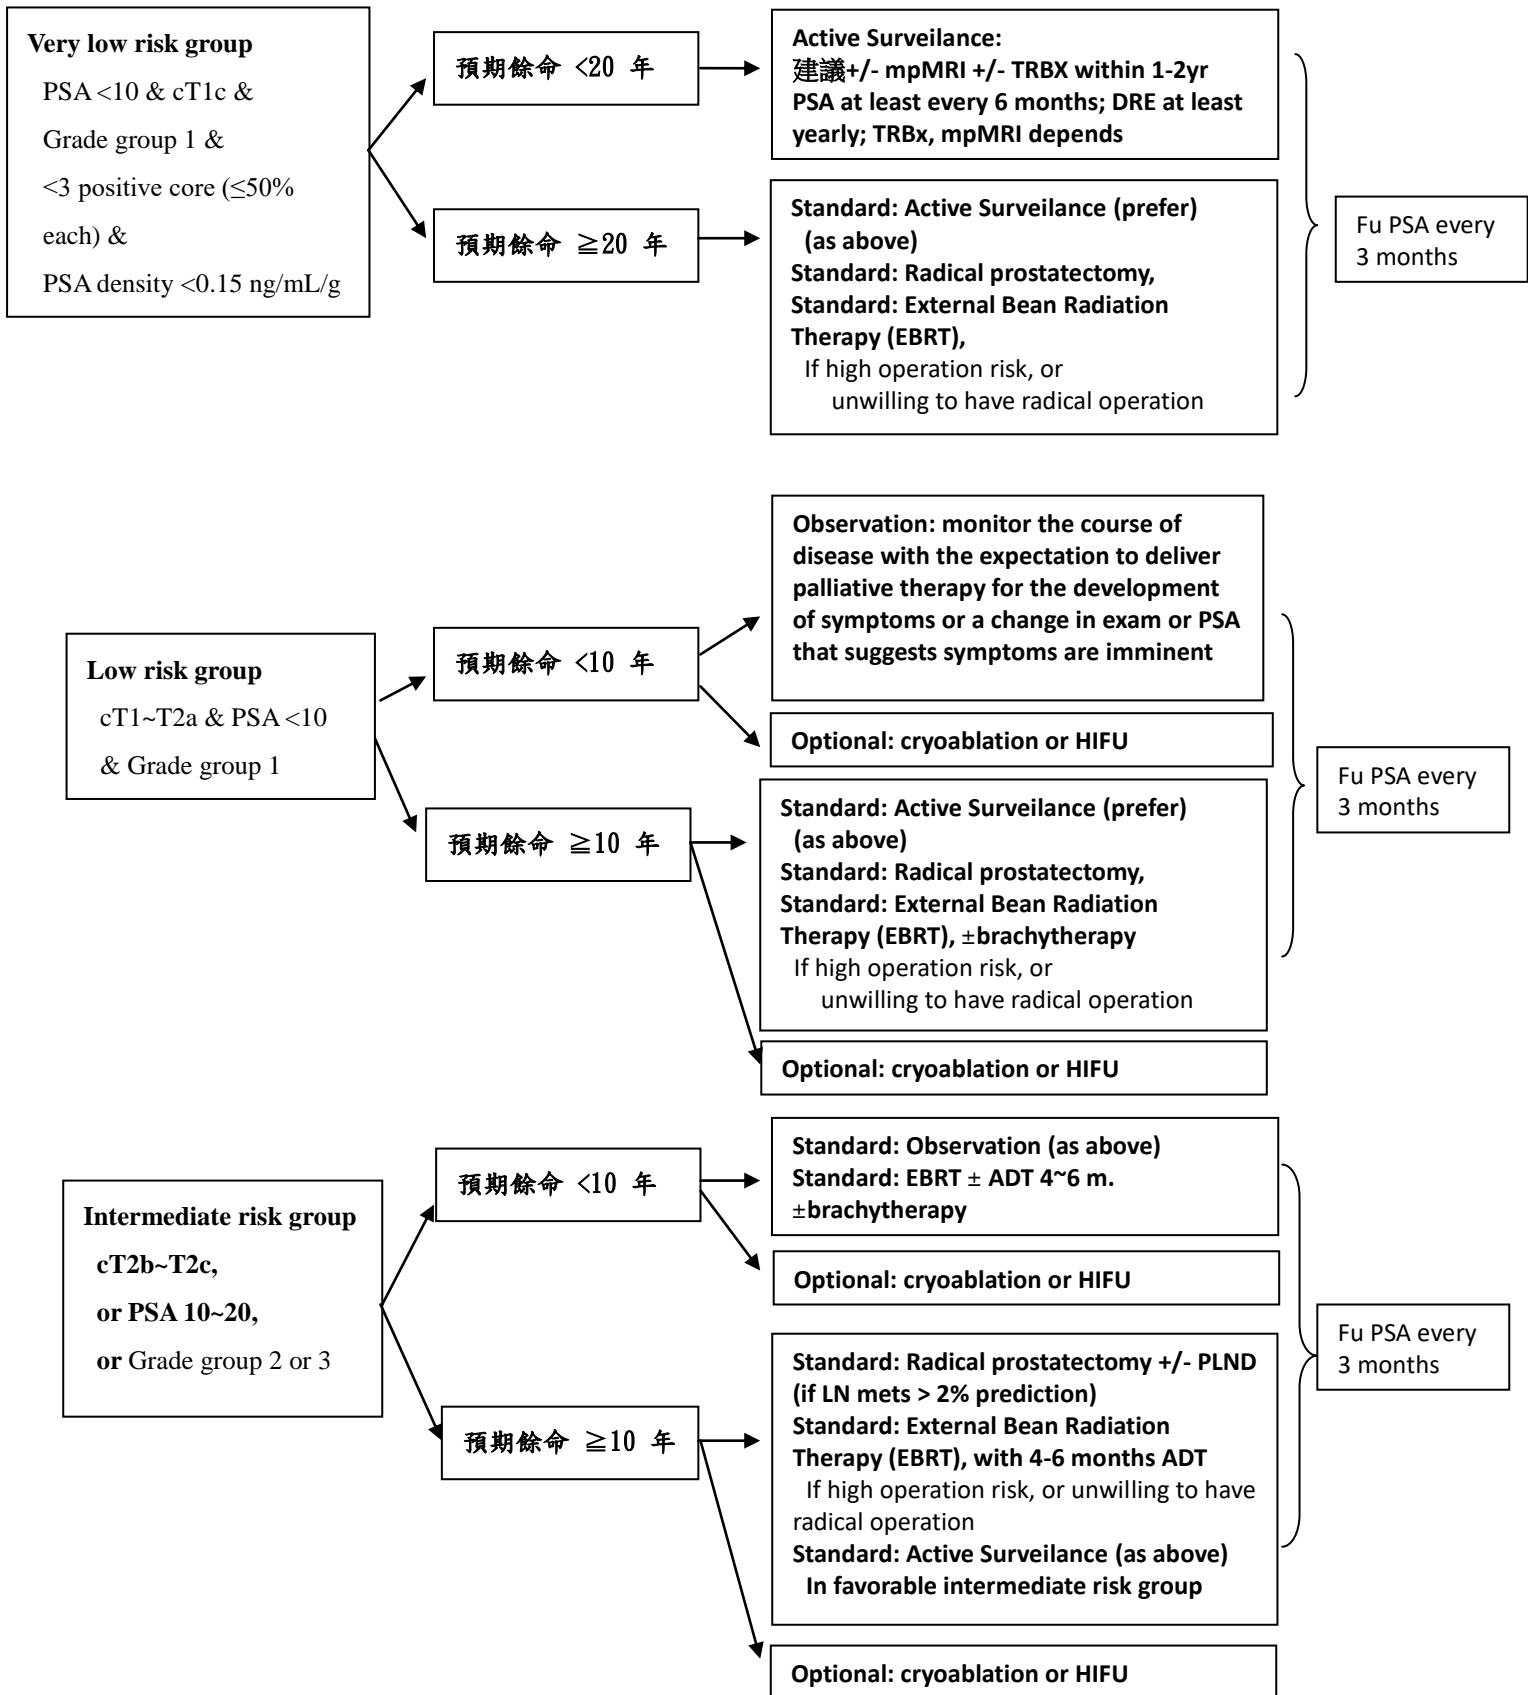 Very low risk group
PSA <10 & cT1c &
Grade group 1 &
<3 positive core (≤50%
each) &
PSA density <0.15 ng/mL/g
預期餘命 <20 年
Active Surveilance:
建議+/- mpMRI +/- TRBX within 1-2yr
PSA at least every 6 months; DRE at least
yearly; TRBx, mpMRI depends
預期餘命 ≧20 年
Standard: Active Surveilance (prefer)
(as above)
Standard: Radical prostatectomy,
Standard: External Bean Radiation
Therapy (EBRT),
If high operation risk, or
unwilling to have radical operation
Fu PSA every
3 months
Low risk group
cT1~T2a & PSA <10
& Grade group 1
預期餘命 <10 年
Observation: monitor the course of
disease with the expectation to deliver
palliative therapy for the development
of symptoms or a change in exam or PSA
that suggests symptoms are imminent
Optional: cryoablation or HIFU
預期餘命 ≧10 年
Standard: Active Surveilance (prefer)
(as above)
Standard: Radical prostatectomy,
Standard: External Bean Radiation
Therapy (EBRT), ±brachytherapy
If high operation risk, or
unwilling to have radical operation
Optional: cryoablation or HIFU
Fu PSA every
3 months
Intermediate risk group
cT2b~T2c,
or PSA 10~20,
or Grade group 2 or 3
預期餘命 <10 年
Standard: Observation (as above)
Standard: EBRT ± ADT 4~6 m.
±brachytherapy
Optional: cryoablation or HIFU
預期餘命 ≧10 年
Standard: Radical prostatectomy +/- PLND
(if LN mets > 2% prediction)
Standard: External Bean Radiation
Therapy (EBRT), with 4-6 months ADT
If high operation risk, or unwilling to have
radical operation
Standard: Active Surveilance (as above)
In favorable intermediate risk group
Optional: cryoablation or HIFU
Fu PSA every
3 months